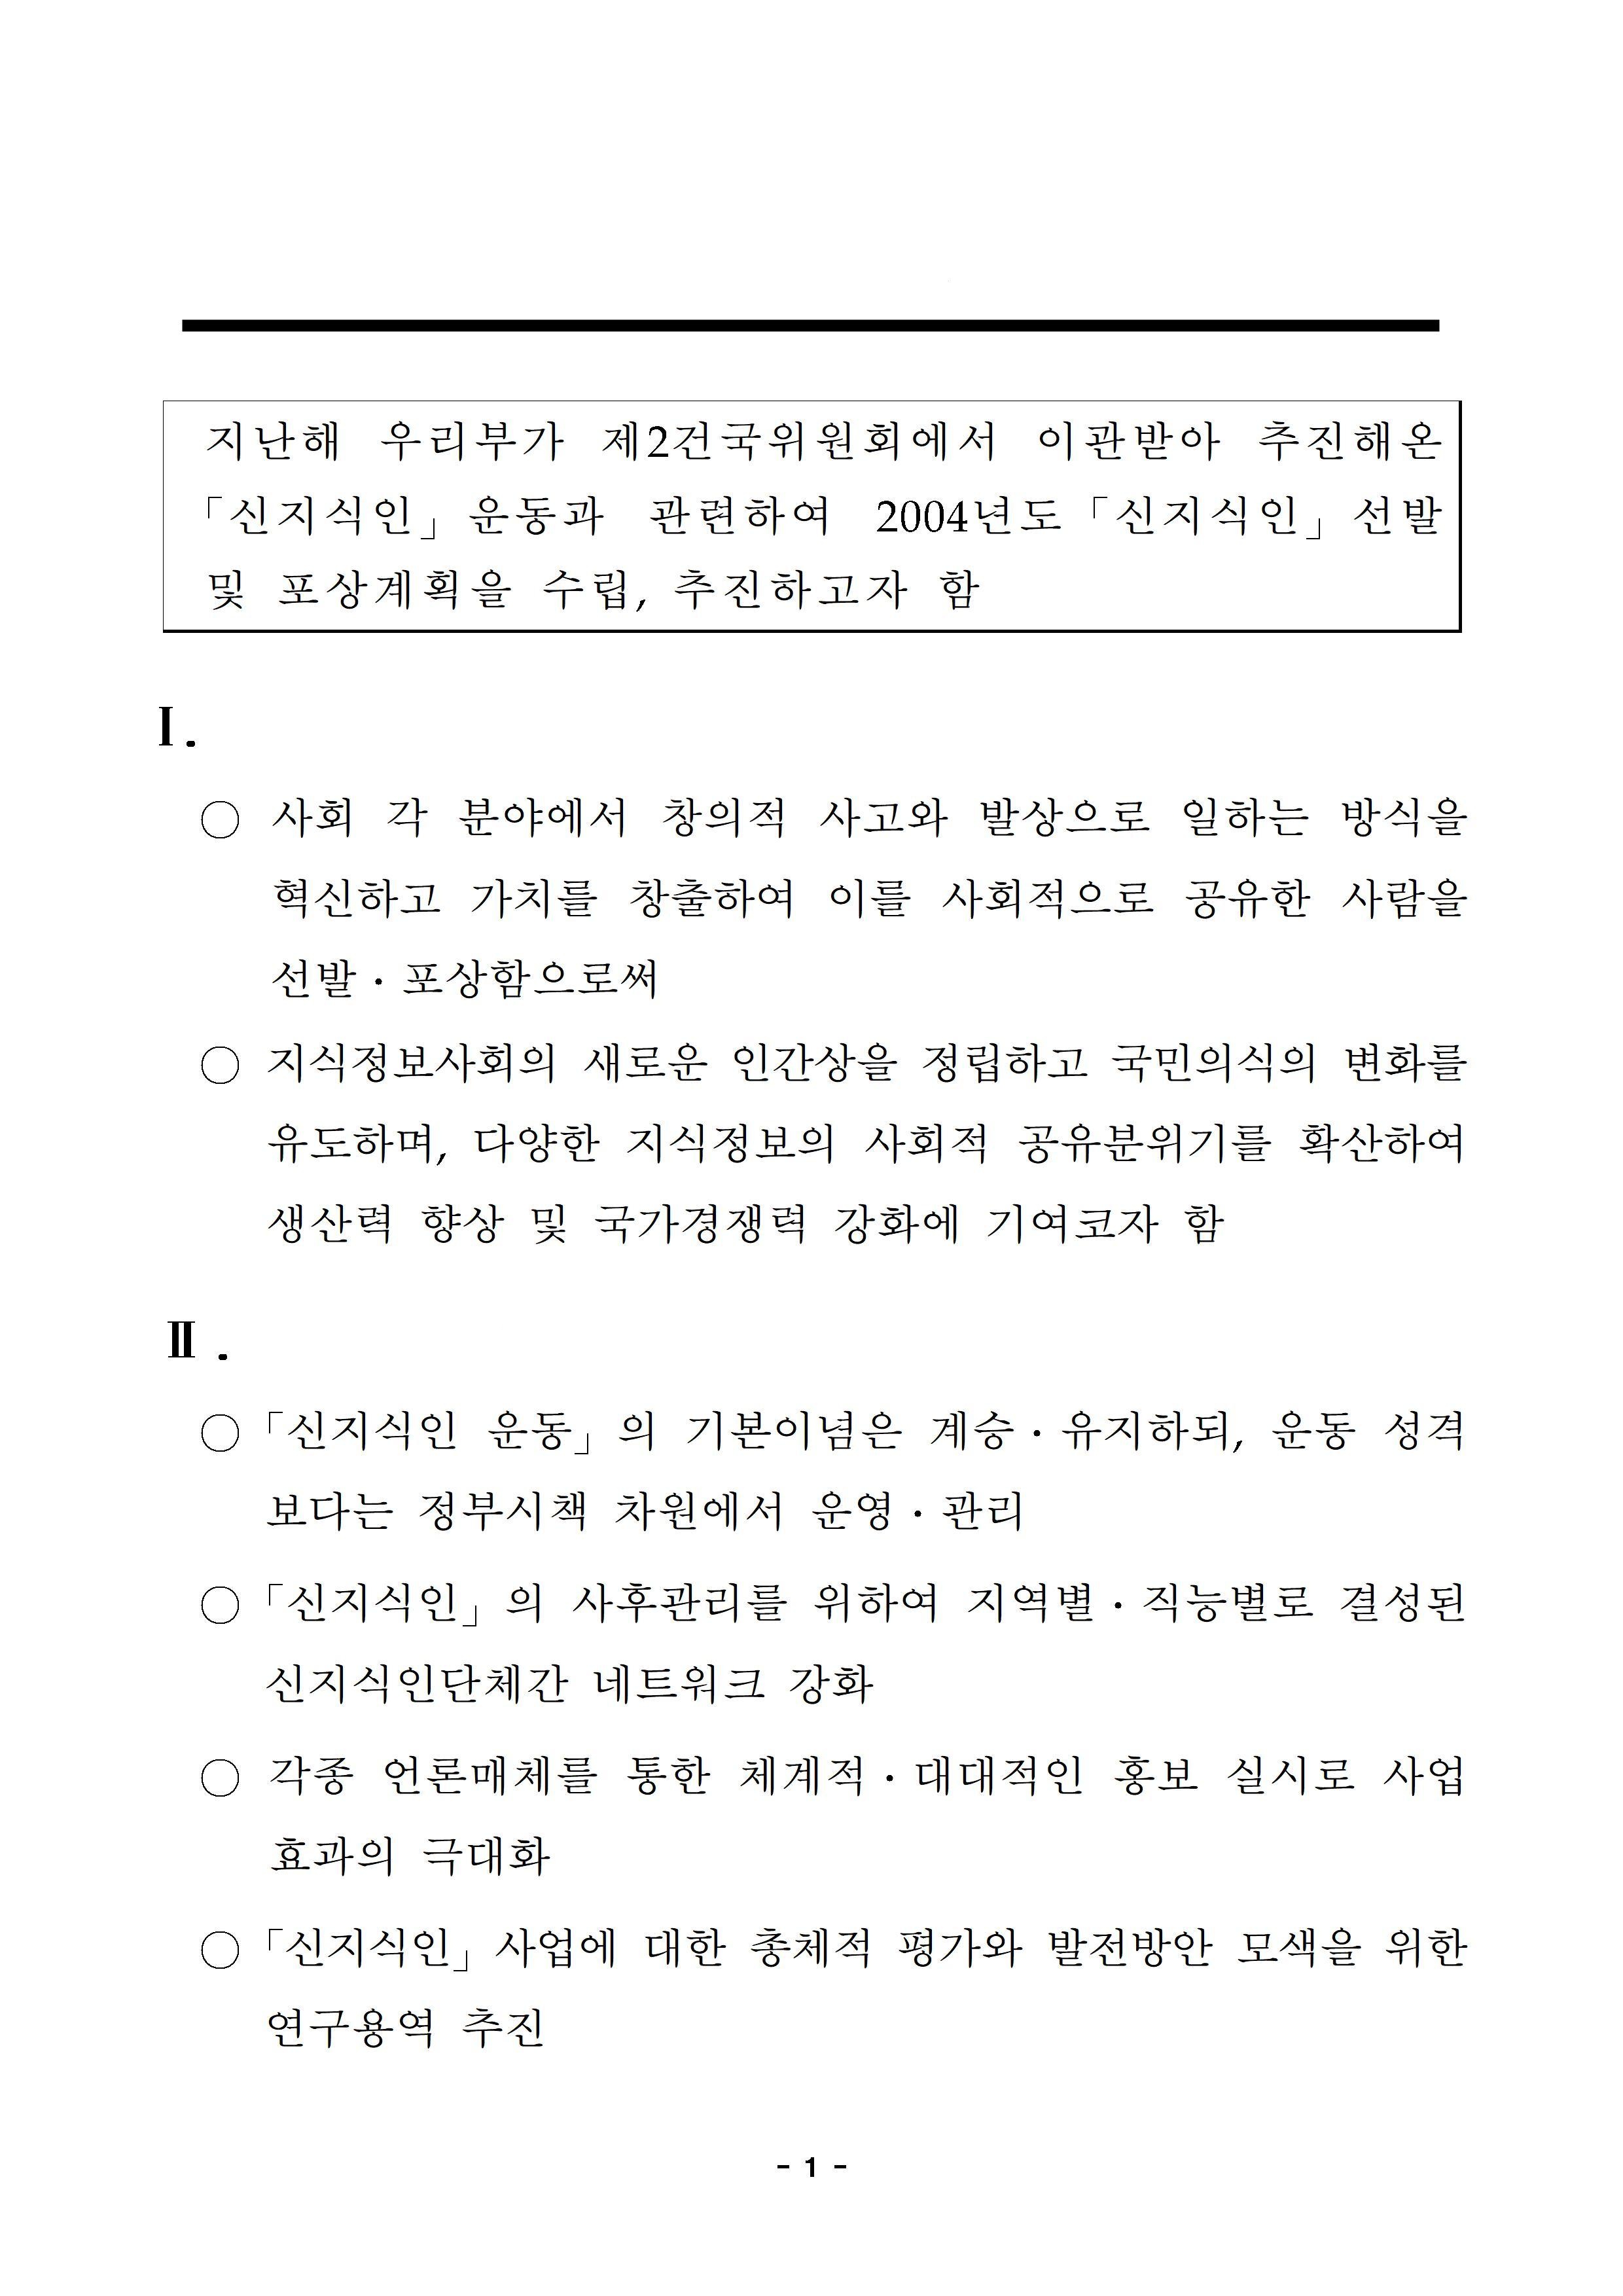 지난해 우리부가 제2건국위원회에서 이관받아 추진해온
「신지식인」운동과 관련하여 2004년도「신지식인」선발
및 포상계획을 수립, 추진하고자 함
Ⅰ.
○ 사회 각 분야에서 창의적 사고와 발상으로 일하는 방식을
혁신하고 가치를 창출하여 이를 사회적으로 공유한 사람을
선발·포상함으로써
○ 지식정보사회의 새로운 인간상을 정립하고 국민의식의 변화를
유도하며, 다양한 지식정보의 사회적 공유분위기를 확산하여
생산력 향상 및 국가경쟁력 강화에 기여코자 함
Ⅱ.
○「신지식인 운동」의 기본이념은 계승·유지하되, 운동 성격
보다는 정부시책 차원에서 운영·관리
○「신지식인」의 사후관리를 위하여 지역별·직능별로 결성된
신지식인단체간 네트워크 강화
○ 각종 언론매체를 통한 체계적·대대적인 홍보 실시로 사업
효과의 극대화
○「신지식인」사업에 대한 총체적 평가와 발전방안 모색을 위한
연구용역 추진
- 1 -